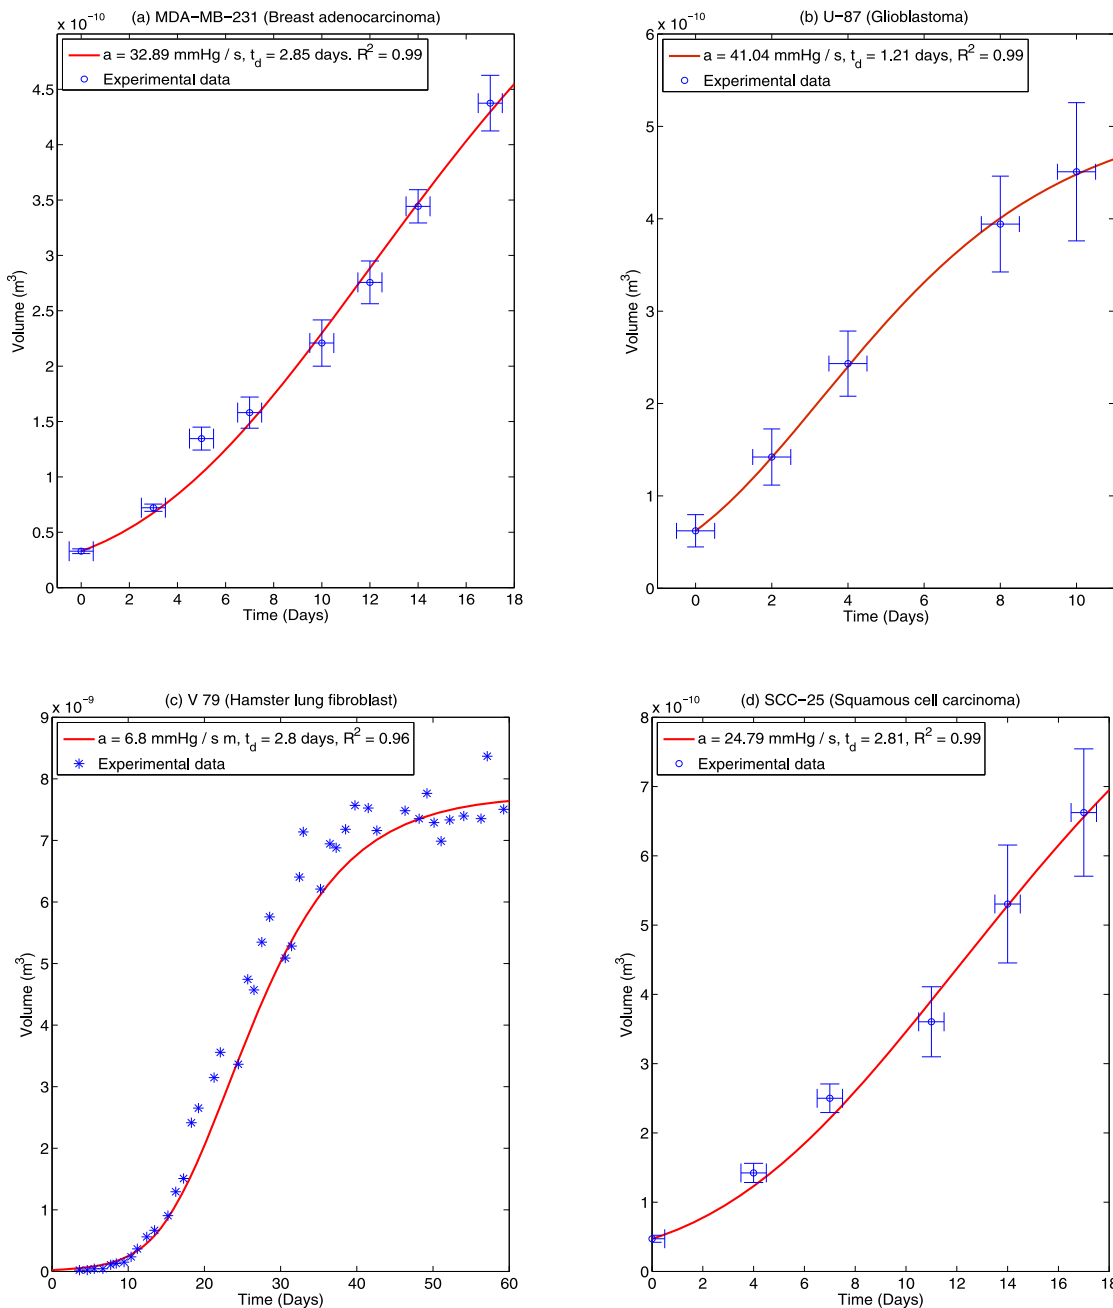 (a) MDA−MB−231 (Breast adenocarcinoma)
x 10⁻¹⁰
a = 32.89 mmHg / s, t_d = 2.85 days. R² = 0.99
Experimental data
4.5
4
3.5
3
2.5
2
1.5
1
0.5
0
Volume (m³)
0 2 4 6 8 10 12 14 16 18
Time (Days)
(b) U−87 (Glioblastoma)
x 10⁻¹⁰
a = 41.04 mmHg / s, t_d = 1.21 days, R² = 0.99
Experimental data
6
5
4
3
2
1
0
Volume (m³)
0 2 4 6 8 10
Time (Days)
(c) V 79 (Hamster lung fibroblast)
x 10⁻⁹
a = 6.8 mmHg / s m, t_d = 2.8 days, R² = 0.96
Experimental data
9
8
7
6
5
4
3
2
1
0
Volume (m³)
0 10 20 30 40 50 60
Time (Days)
(d) SCC−25 (Squamous cell carcinoma)
x 10⁻¹⁰
a = 24.79 mmHg / s, t_d = 2.81, R² = 0.99
Experimental data
8
7
6
5
4
3
2
1
0
Volume (m³)
0 2 4 6 8 10 12 14 16 18
Time (Days)